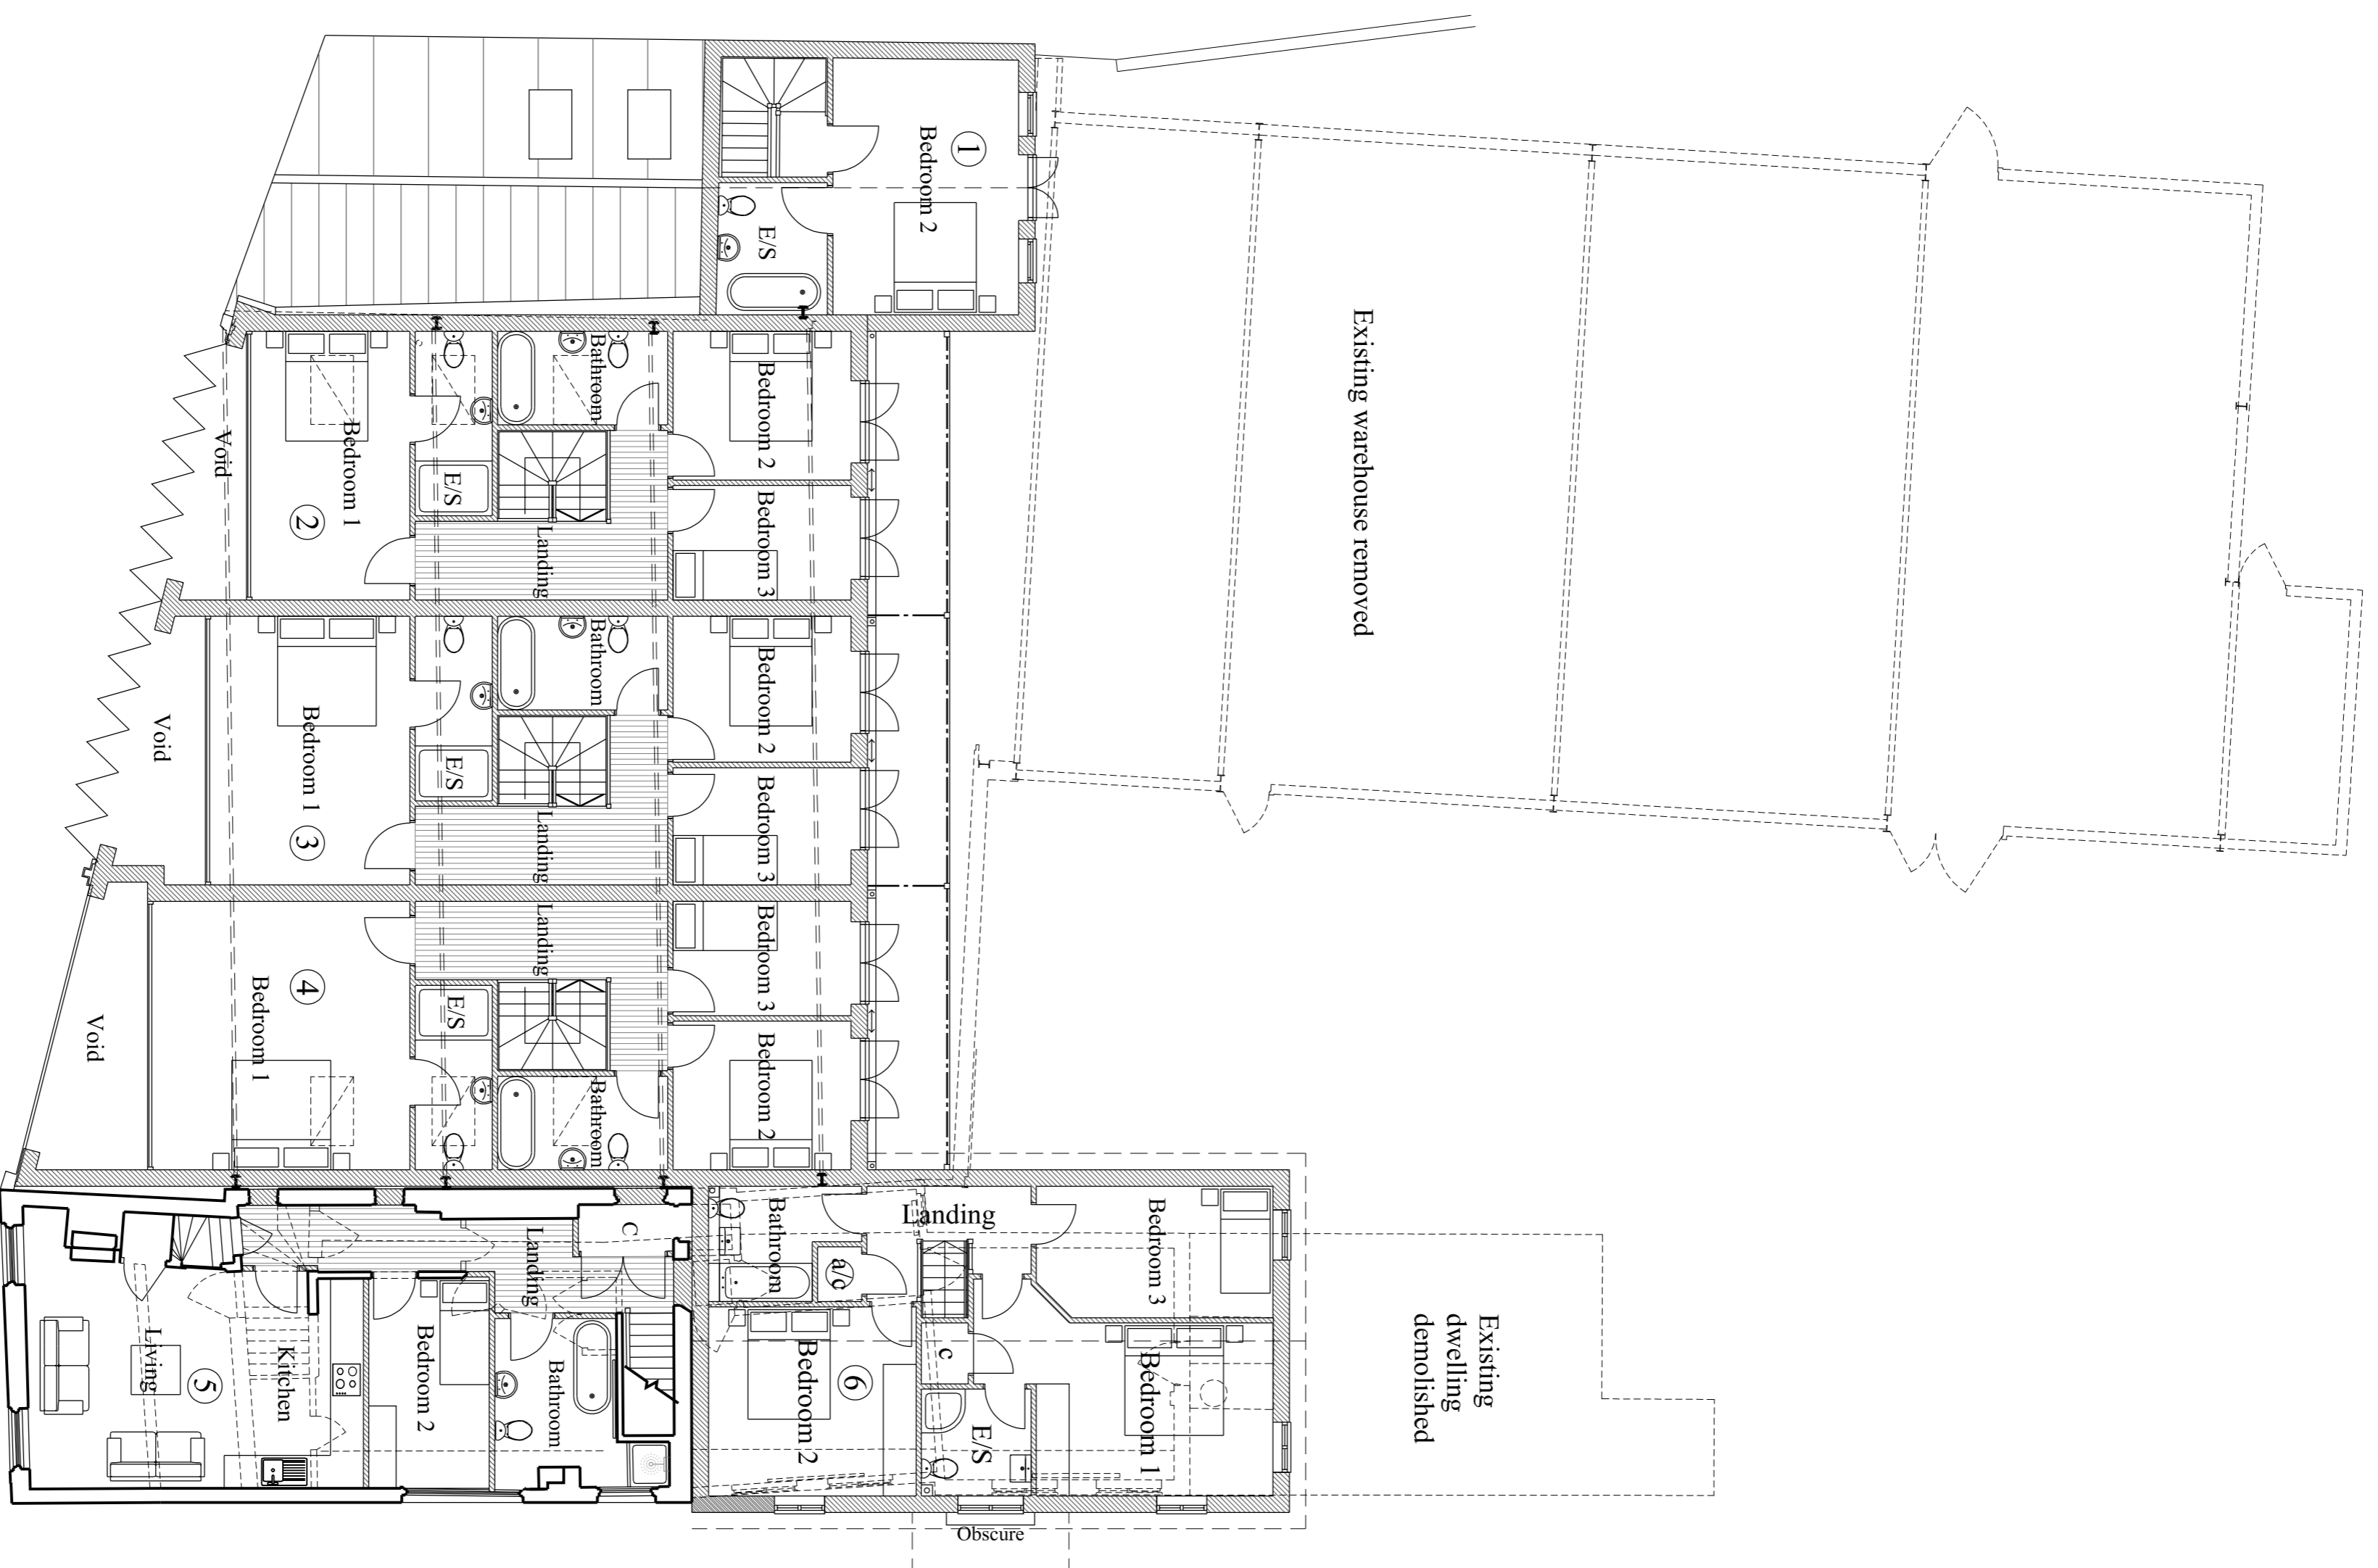 1
Bedroom 2
E/S
Existing warehouse removed
Bathroom
Bedroom 2
Void
Bedroom 1
E/S
2
Landing
Bedroom 3
Bathroom
Bedroom 2
Void
Bedroom 1
E/S
3
Landing
Bedroom 3
Landing
Bedroom 3
4
Bedroom 1
E/S
Void
Bathroom
Bedroom 2
Landing
C
Living
5
Kitchen
Bedroom 2
Bathroom
Bathroom
Landing
Bedroom 3
a/c
Bedroom 2
6
c
E/S
Bedroom 1
Obscure
Existing
dwelling
demolished